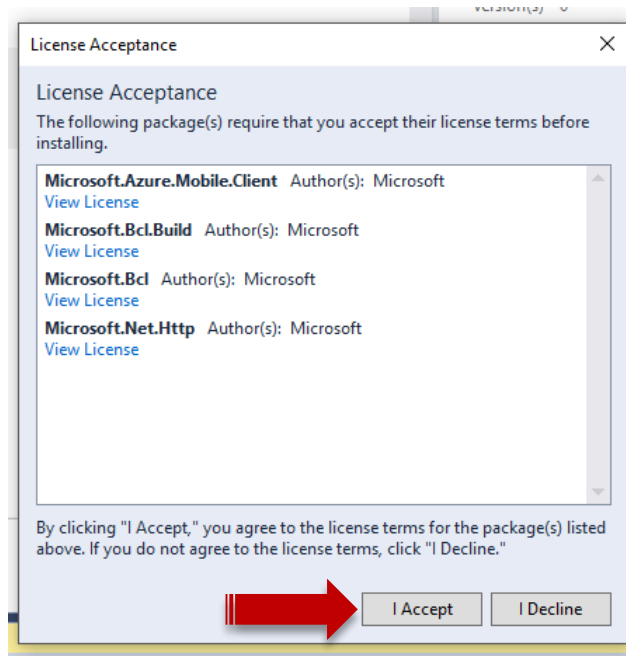 version(s) 0
License Acceptance
License Acceptance
The following package(s) require that you accept their license terms before
installing.
Microsoft.Azure.Mobile.Client Author(s): Microsoft
View License
Microsoft.Bcl.Build Author(s): Microsoft
View License
Microsoft.Bcl Author(s): Microsoft
View License
Microsoft.Net.Http Author(s): Microsoft
View License
By clicking "I Accept," you agree to the license terms for the package(s) listed
above. If you do not agree to the license terms, click "I Decline."
I Accept I Decline